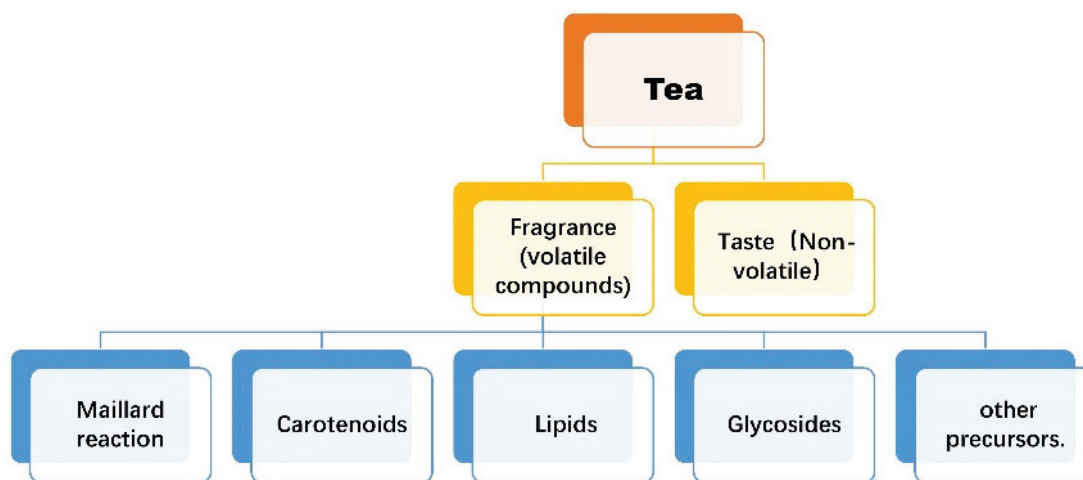 Tea
Fragrance
(volatile
compounds)
Taste（Non-
volatile）
Maillard
reaction
Carotenoids
Lipids
Glycosides
other
precursors.